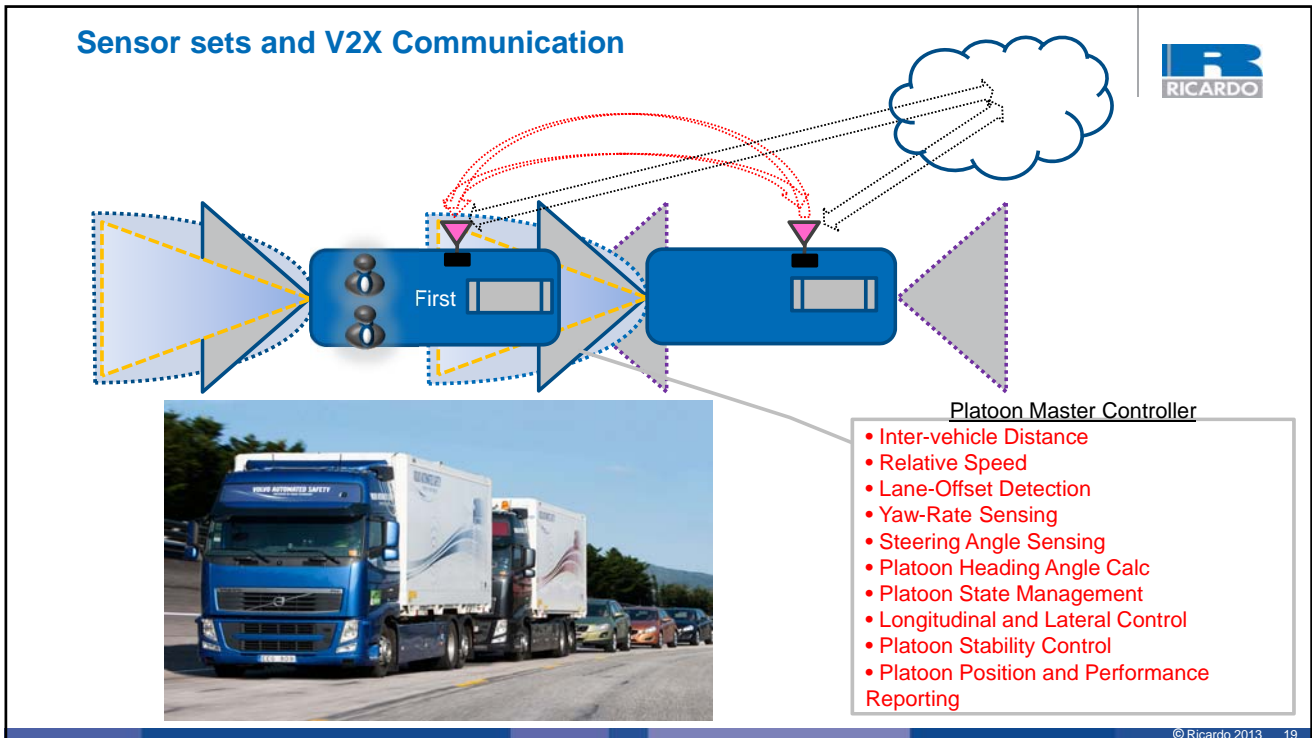 Sensor sets and V2X Communication
RICARDO
First
Platoon Master Controller
• Inter-vehicle Distance
• Relative Speed
• Lane-Offset Detection
• Yaw-Rate Sensing
• Steering Angle Sensing
• Platoon Heading Angle Calc
• Platoon State Management
• Longitudinal and Lateral Control
• Platoon Stability Control
• Platoon Position and Performance
Reporting
VOLVO AUTOMATED SAFETY
© Ricardo 2013 19